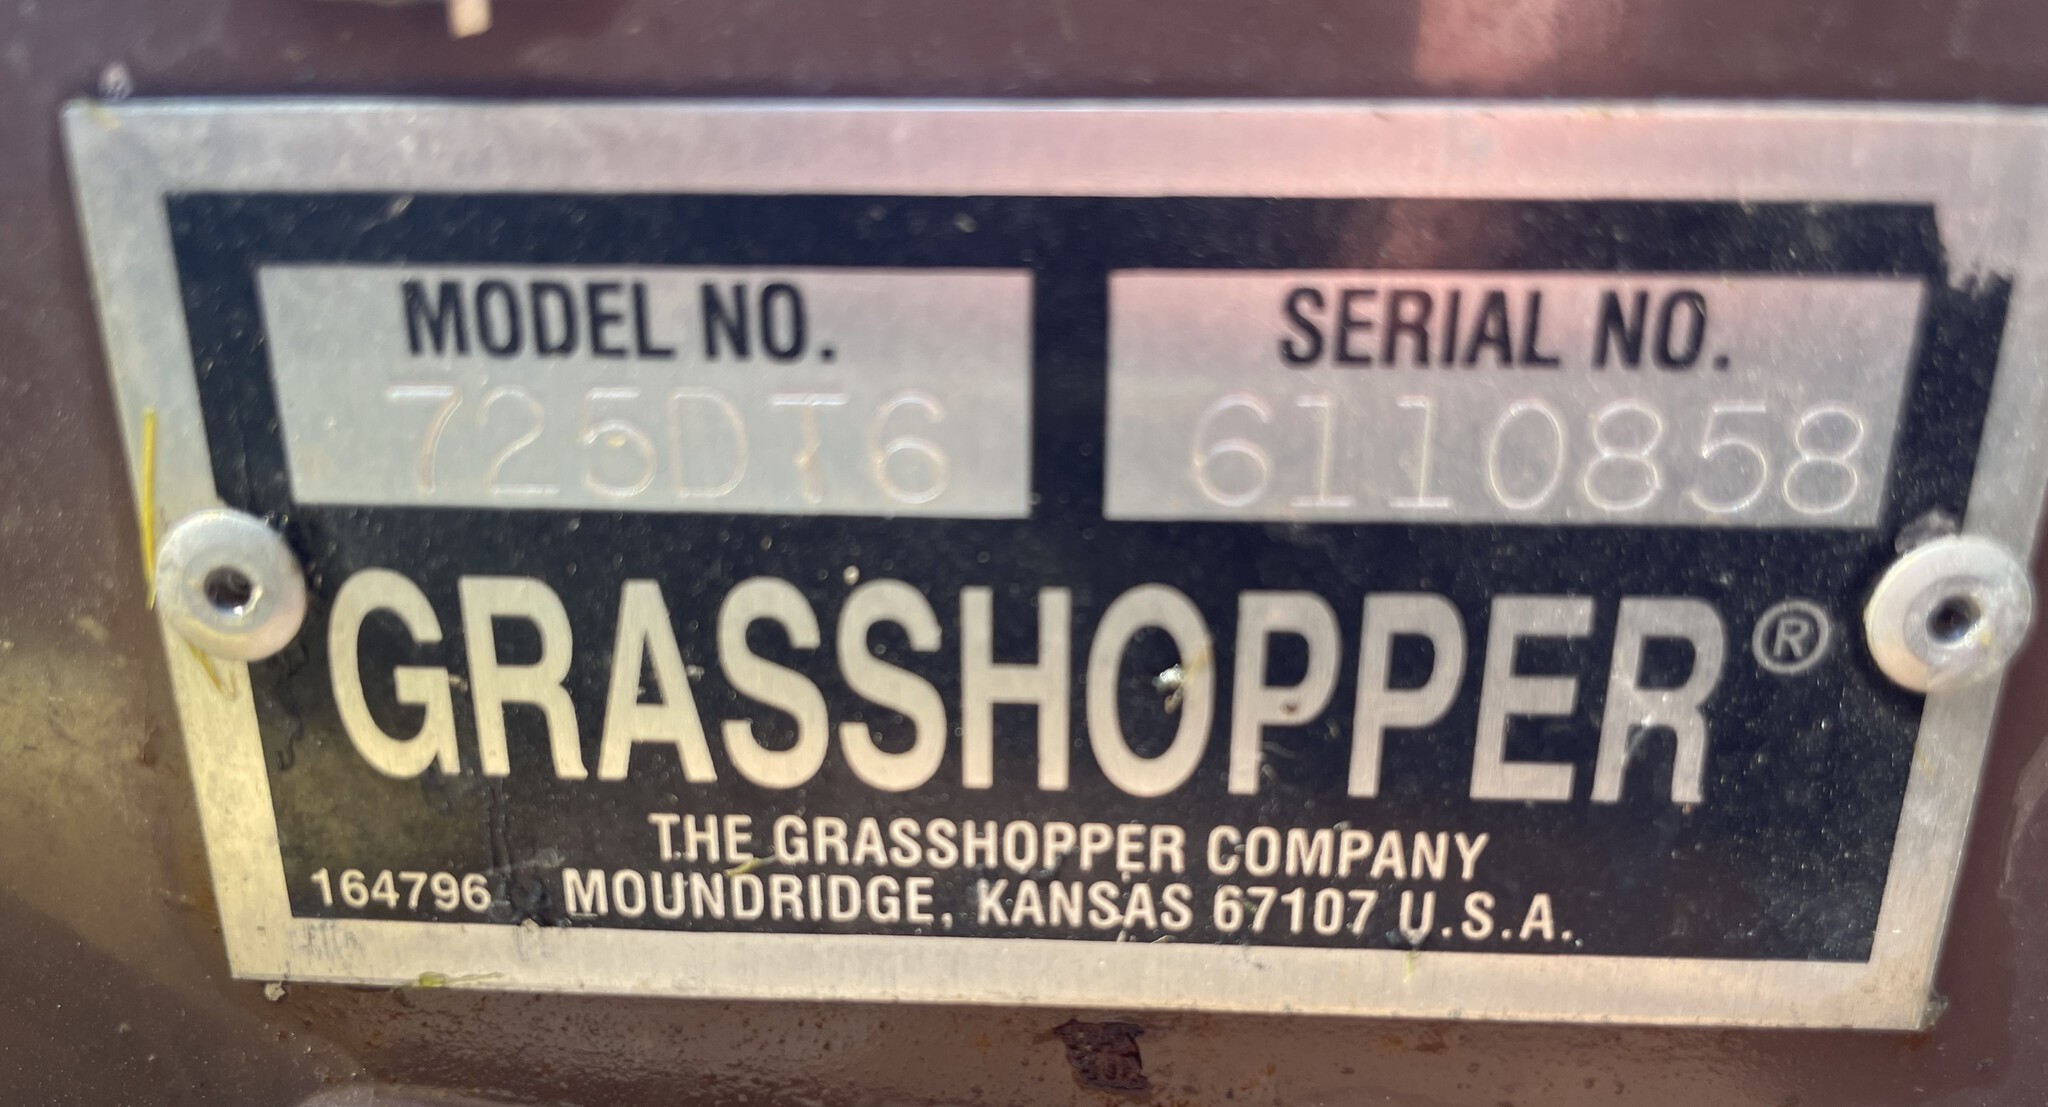 MODEL NO. SERIAL NO.
725DT6 6110858
GRASSHOPPER®
THE GRASSHOPPER COMPANY
164796 MOUNDRIDGE, KANSAS 67107 U.S.A.